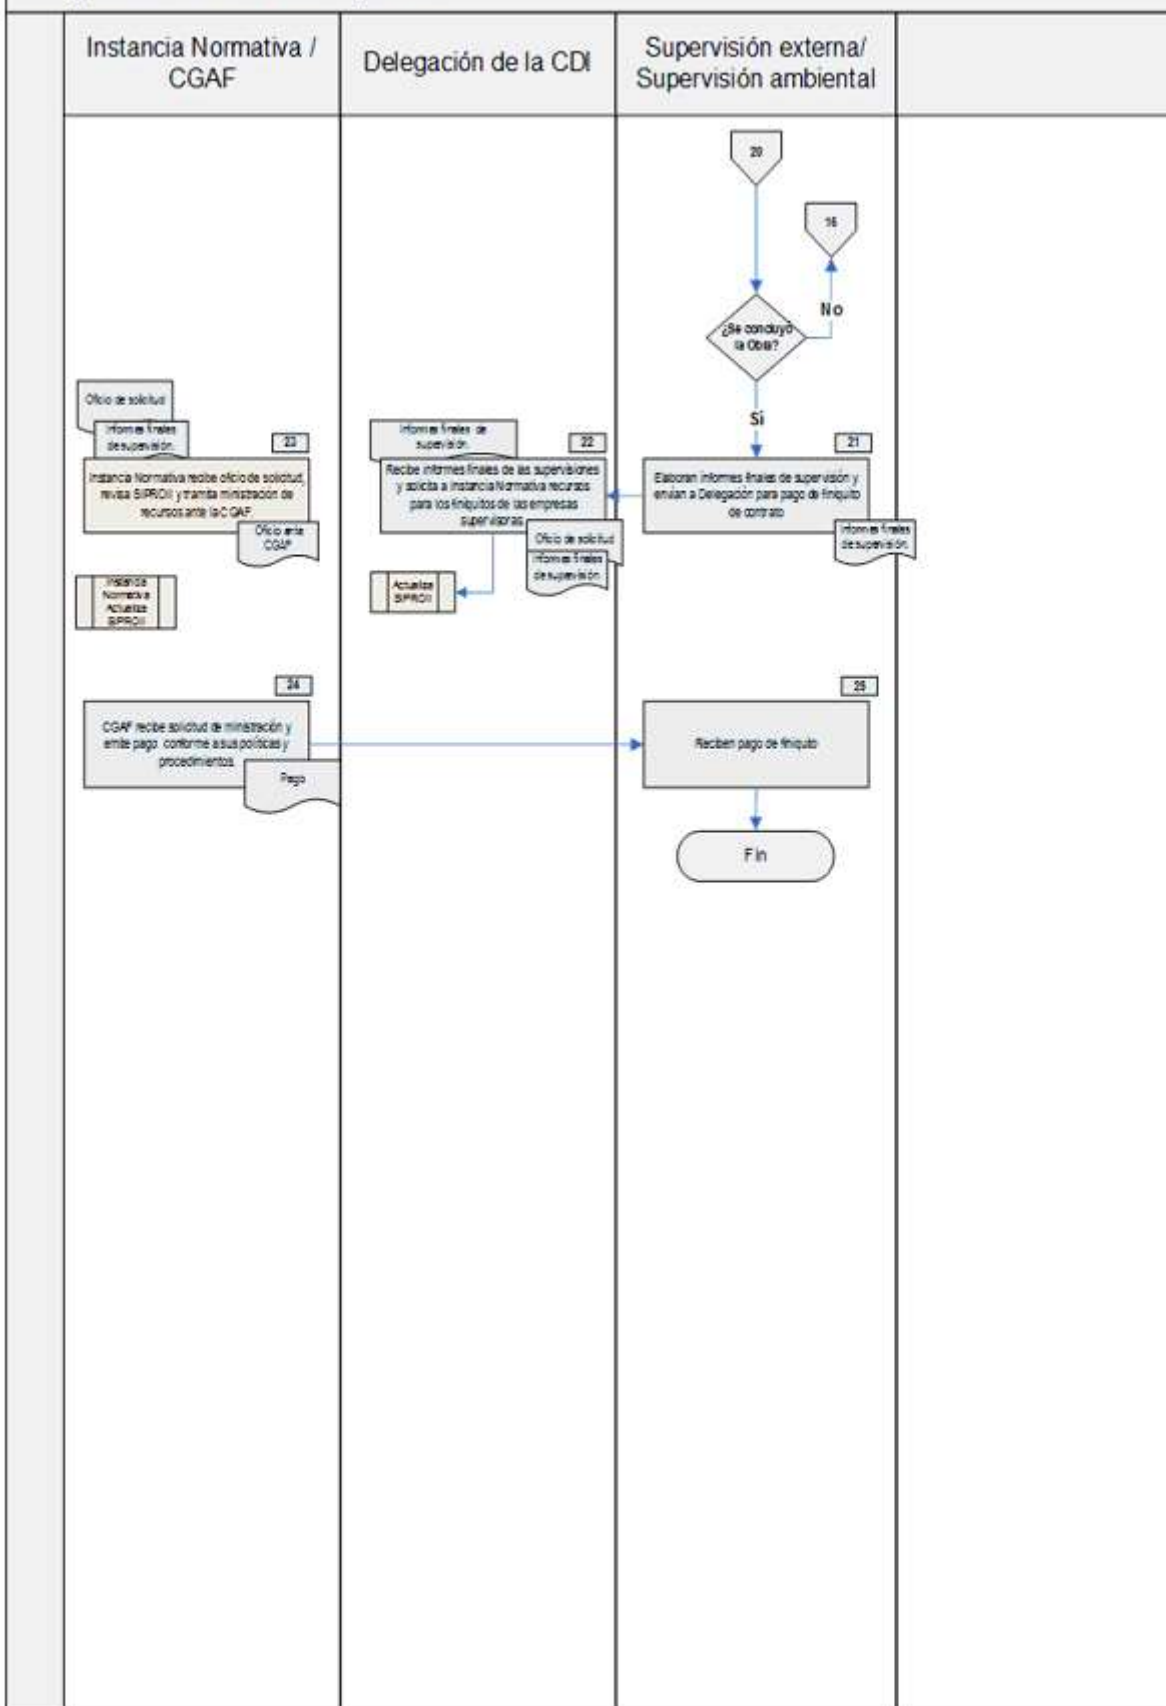 Instancia Normativa /
CGAF
Delegación de la CDI
Supervisión externa/
Supervisión ambiental
20
16
No
¿Se concluyó
la Obra?
Si
Oficio de solicitud
Informes finales
de supervisión.
23
Instancia Normativa recibe oficio de solicitud,
revisa SIPROII y tramita ministración de
recursos ante la CGAF.
Oficio ante
CGAF
Instancia
Normativa
Actualiza
SIPROII
Informes finales de
supervisión.
22
Recibe informes finales de las supervisiones
y solicita a Instancia Normativa recursos
para los finiquitos de las empresas
supervisoras.
Oficio de solicitud
Informes finales
de supervisión.
Actualiza
SIPROII
21
Elaboran informes finales de supervisión y
envían a Delegación para pago de finiquito
de contrato
Informes finales
de supervisión.
24
CGAF recibe solicitud de ministración y
emite pago conforme a sus políticas y
procedimientos.
Pago
25
Reciben pago de finiquito
Fin